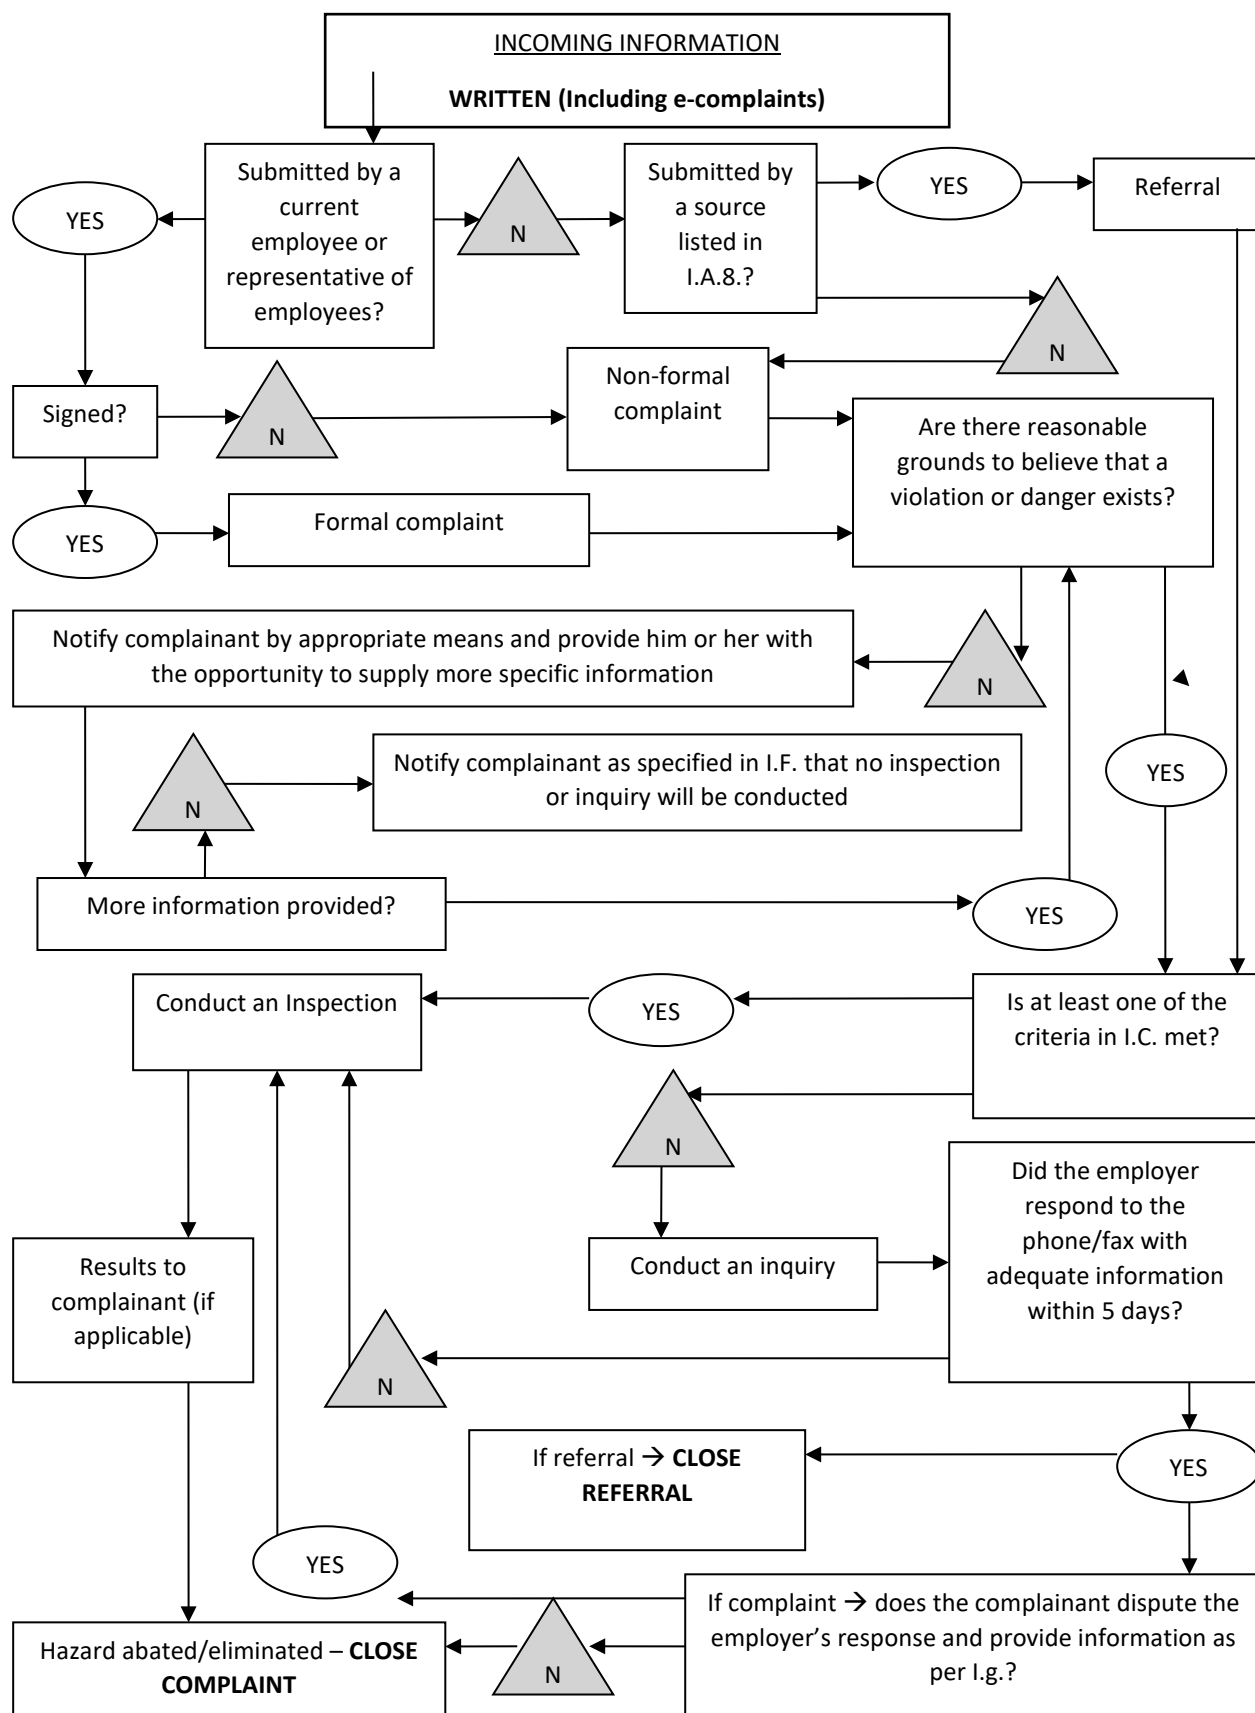 INCOMING INFORMATION
WRITTEN (Including e-complaints)
Submitted by a
current
employee or
representative of
employees?
N
Submitted by
a source
listed in
I.A.8.?
YES
Referral
YES
N
Signed?
N
Non-formal
complaint
Are there reasonable
grounds to believe that a
violation or danger exists?
YES
Formal complaint
Notify complainant by appropriate means and provide him or her with
the opportunity to supply more specific information
N
YES
N
Notify complainant as specified in I.F. that no inspection
or inquiry will be conducted
More information provided?
YES
Conduct an Inspection
YES
Is at least one of the
criteria in I.C. met?
N
Did the employer
respond to the
phone/fax with
adequate information
within 5 days?
Conduct an inquiry
Results to
complainant (if
applicable)
N
If referral → CLOSE
REFERRAL
YES
YES
If complaint → does the complainant dispute the
employer’s response and provide information as
per I.g.?
N
Hazard abated/eliminated – CLOSE
COMPLAINT